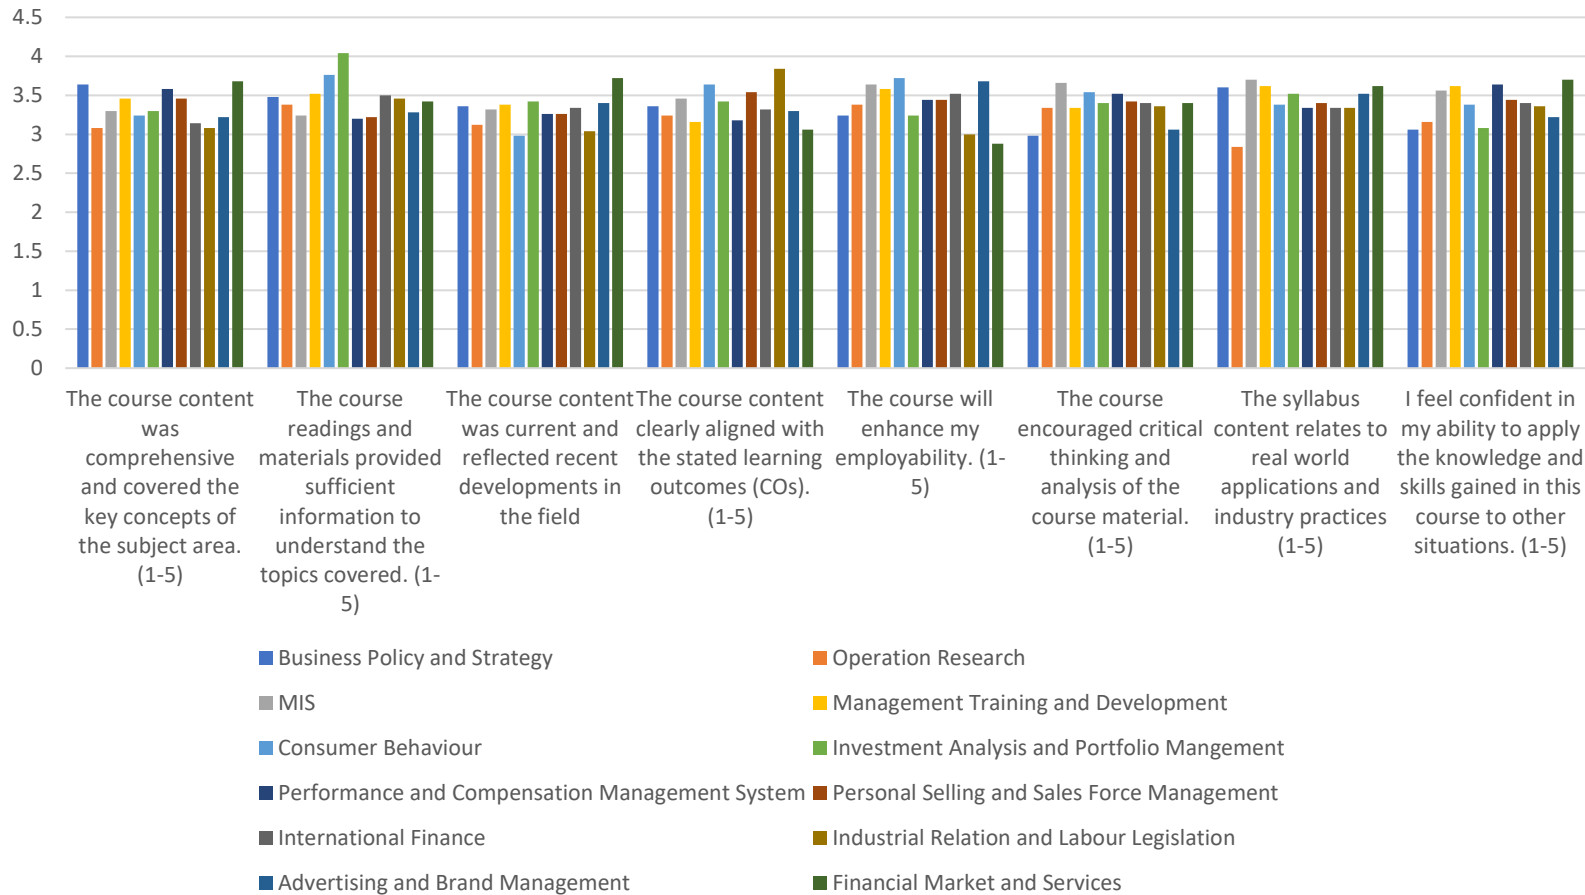 4.5
4
3.5
3
2.5
2
1.5
1
0.5
0
The course content
was
comprehensive
and covered the
key concepts of
the subject area.
(1-5)
The course
readings and
materials provided
sufficient
information to
understand the
topics covered. (1-
5)
The course content
was current and
reflected recent
developments in
the field
The course content
clearly aligned with
the stated learning
outcomes (COs).
(1-5)
The course will
enhance my
employability. (1-
5)
The course
encouraged critical
thinking and
analysis of the
course material.
(1-5)
The syllabus
content relates to
real world
applications and
industry practices
(1-5)
I feel confident in
my ability to apply
the knowledge and
skills gained in this
course to other
situations. (1-5)
Business Policy and Strategy
Operation Research
MIS
Management Training and Development
Consumer Behaviour
Investment Analysis and Portfolio Mangement
Performance and Compensation Management System
Personal Selling and Sales Force Management
International Finance
Industrial Relation and Labour Legislation
Advertising and Brand Management
Financial Market and Services